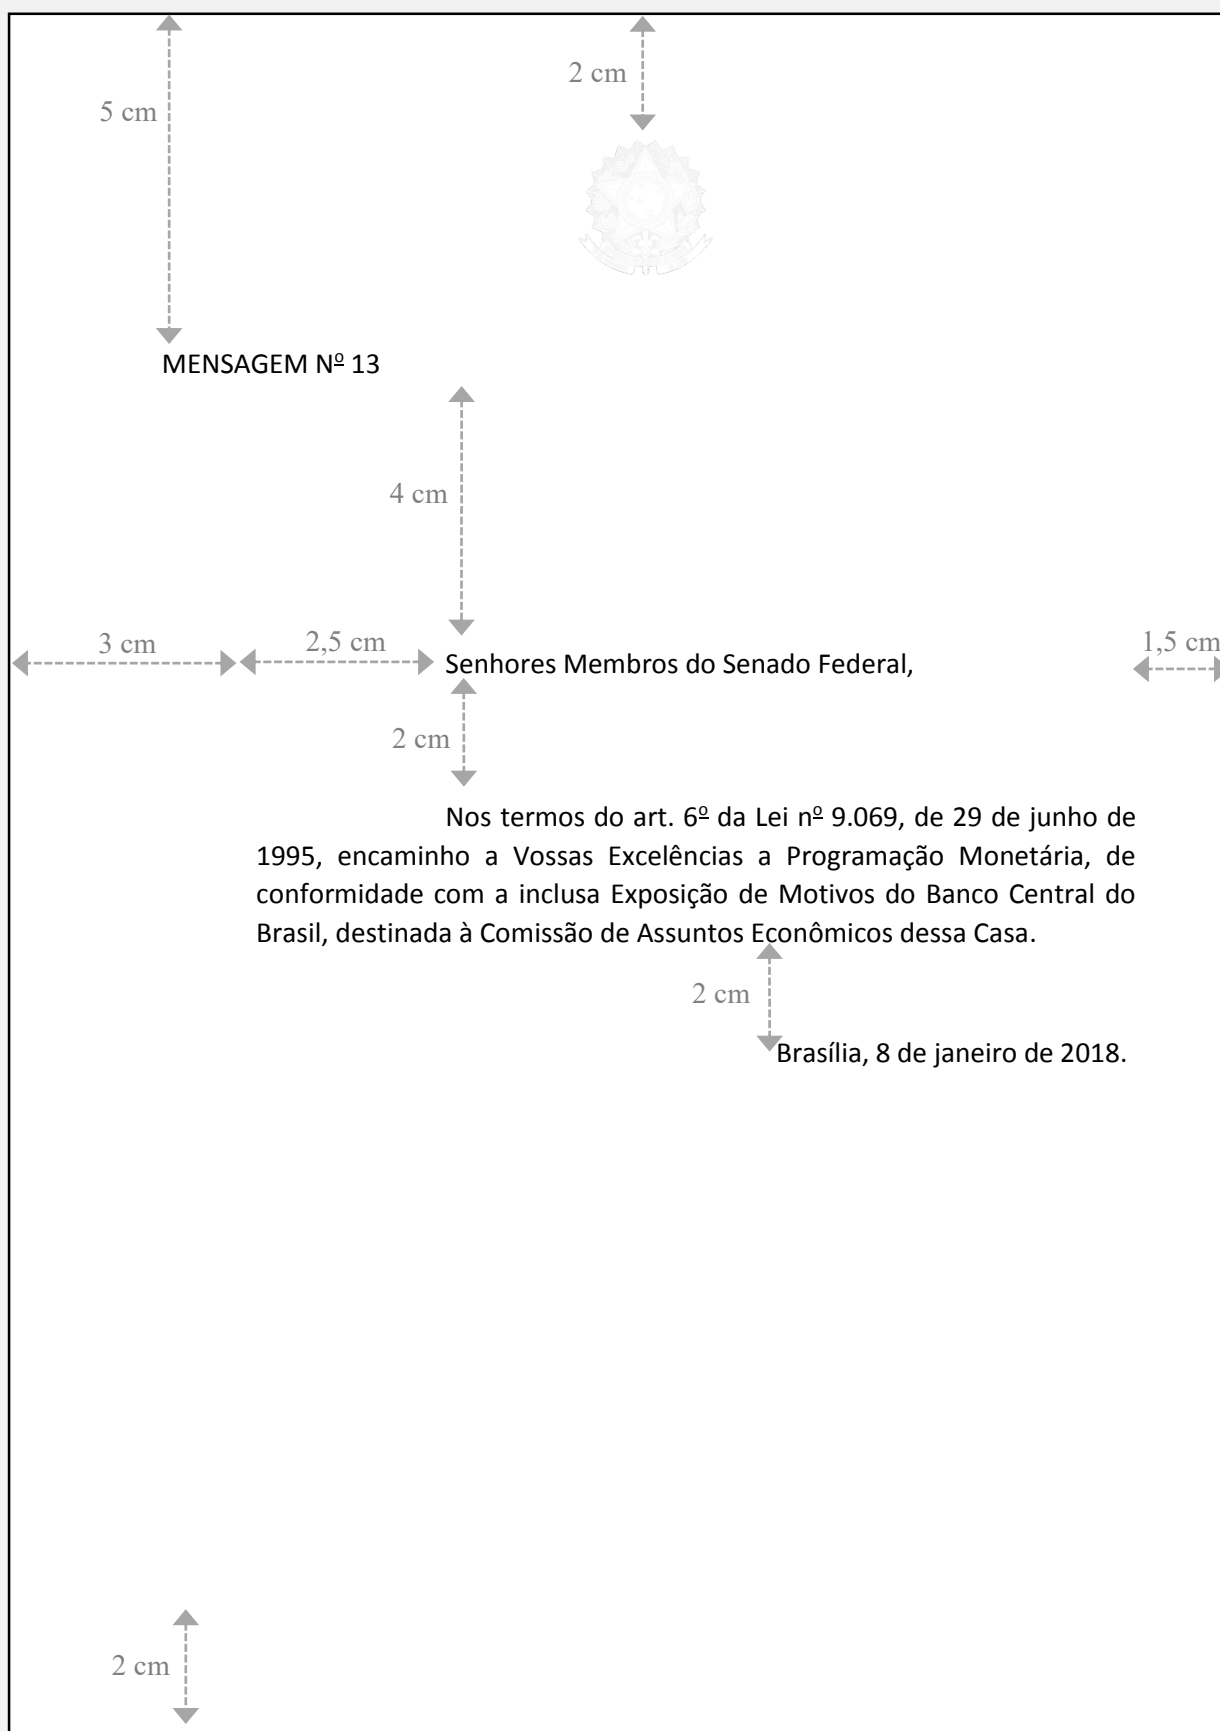 2 cm
5 cm
MENSAGEM Nº 13
4 cm
3 cm 2,5 cm Senhores Membros do Senado Federal, 1,5 cm
2 cm
Nos termos do art. 6º da Lei nº 9.069, de 29 de junho de
1995, encaminho a Vossas Excelências a Programação Monetária, de
conformidade com a inclusa Exposição de Motivos do Banco Central do
Brasil, destinada à Comissão de Assuntos Econômicos dessa Casa.
2 cm
Brasília, 8 de janeiro de 2018.
2 cm